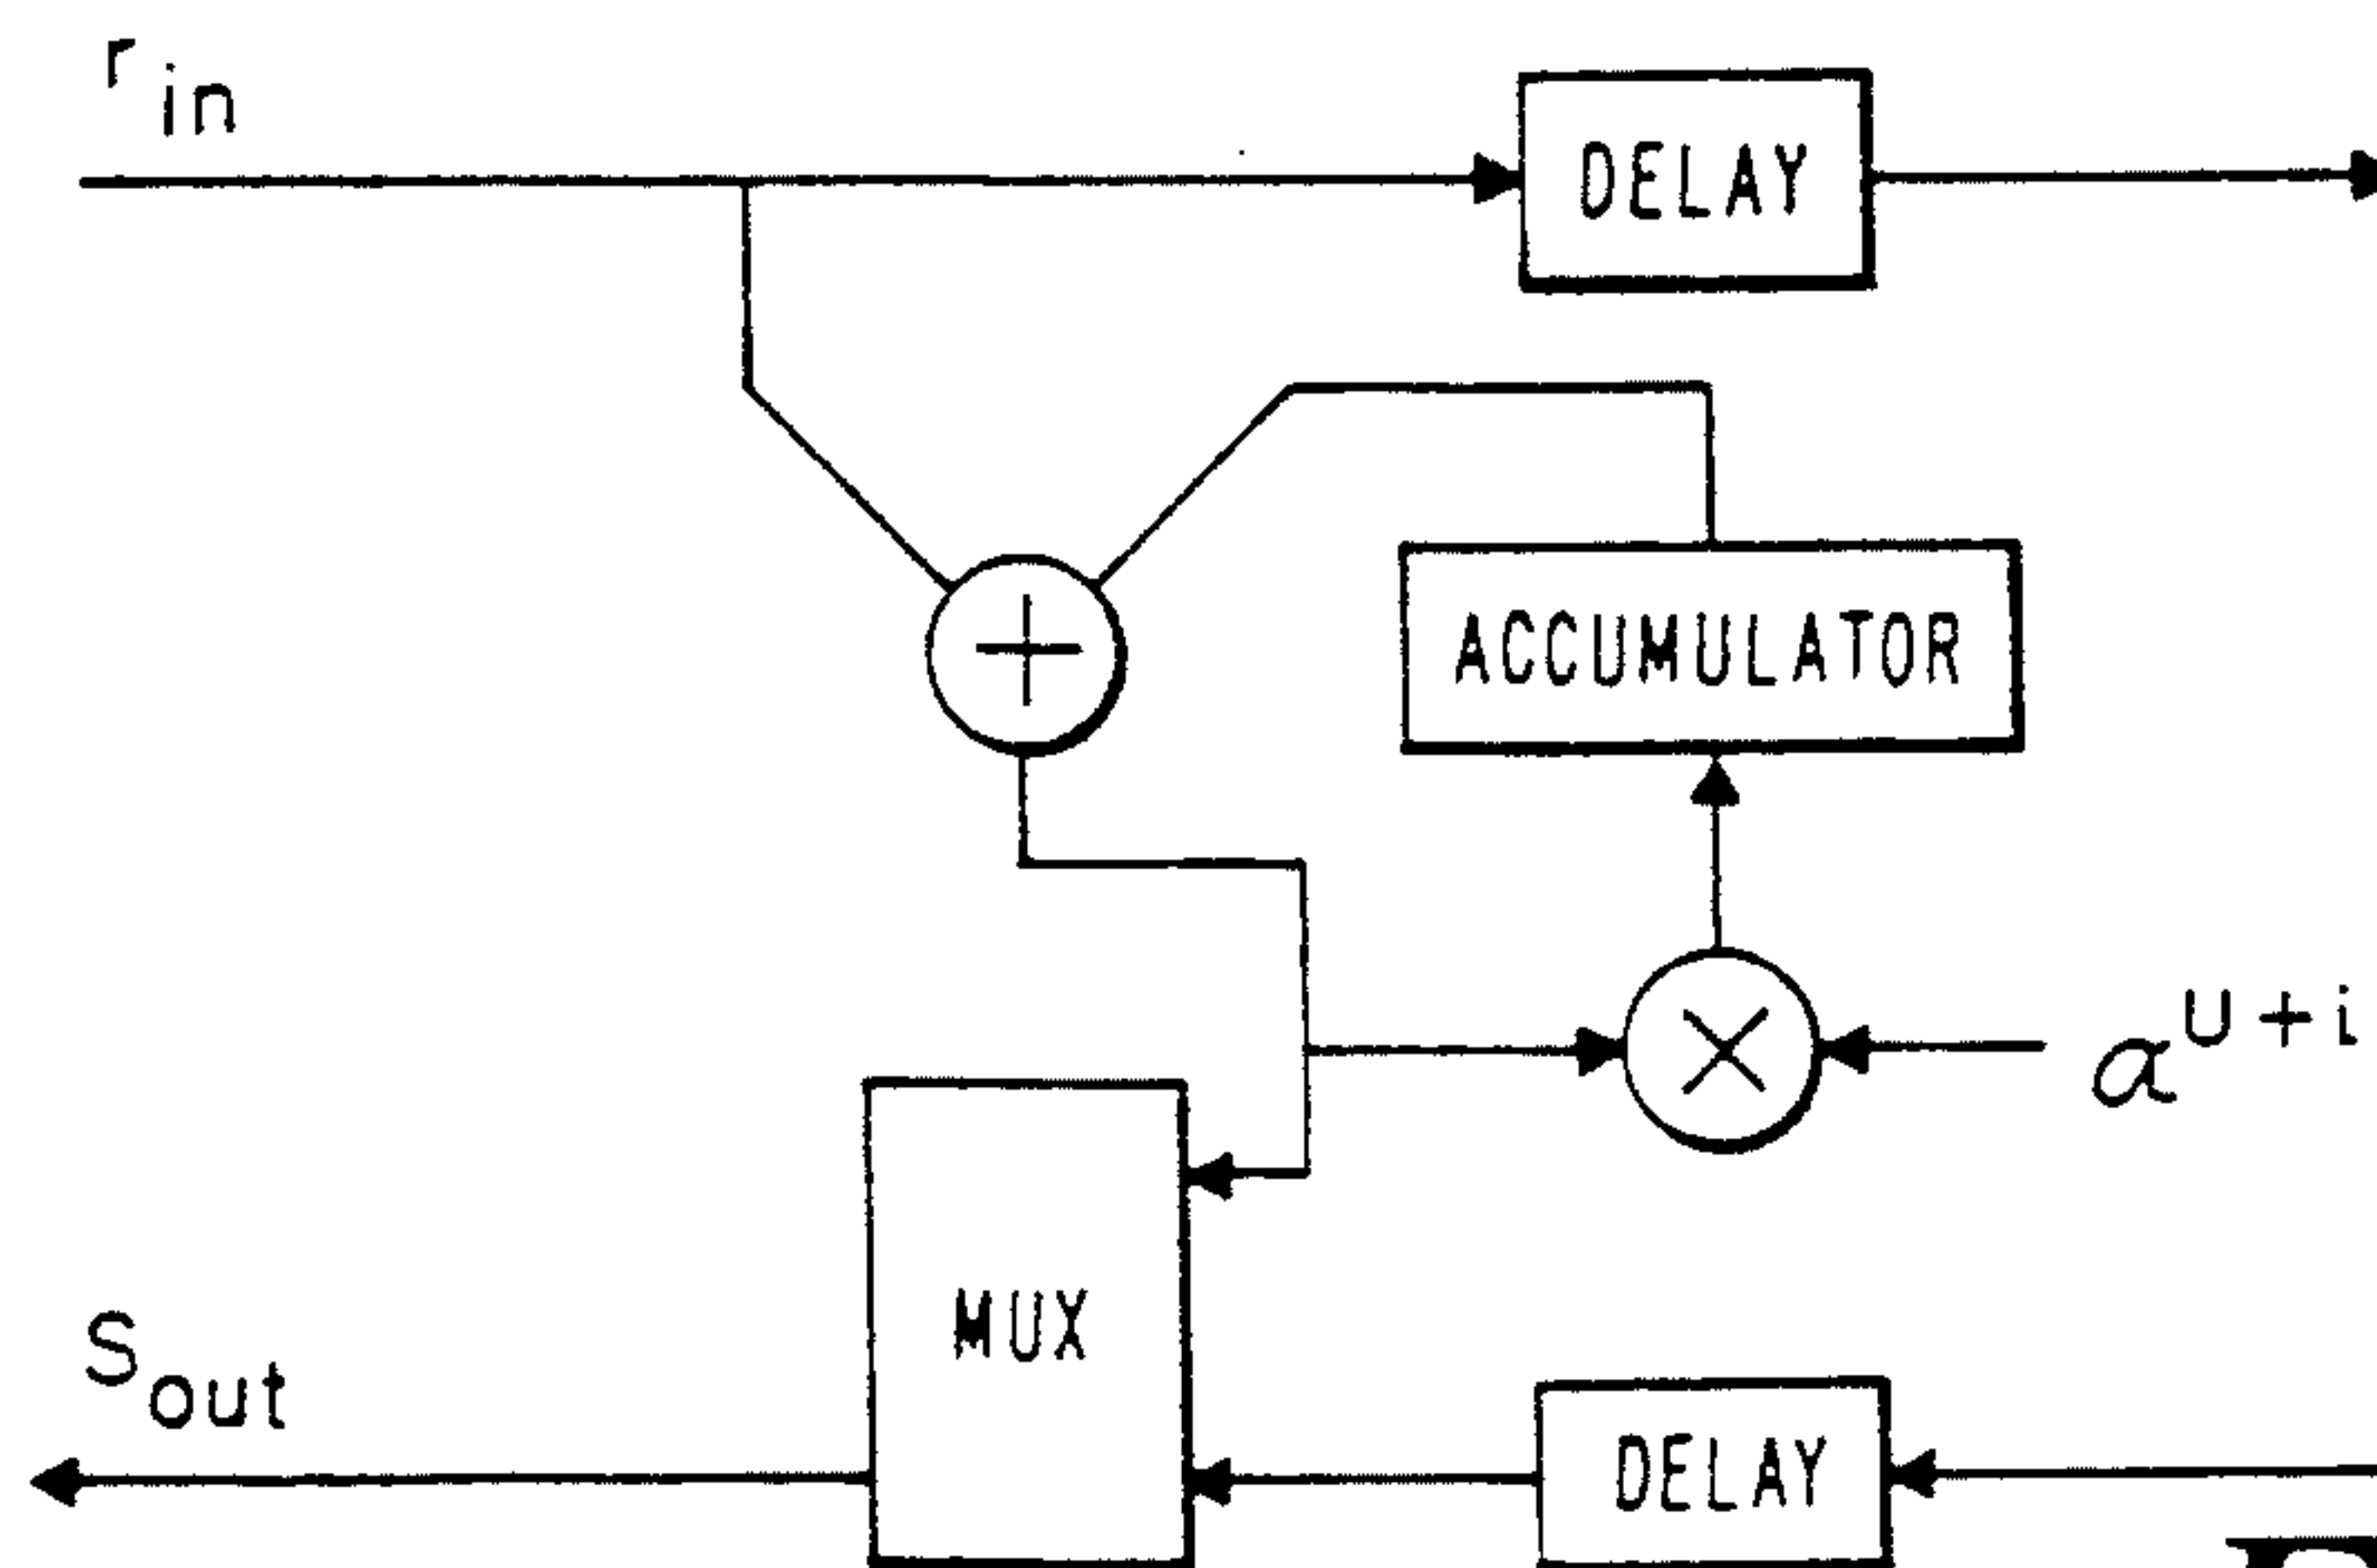 r in
DELAY
+
ACCUMULATOR
×
α U+i
MUX
S out
DELAY